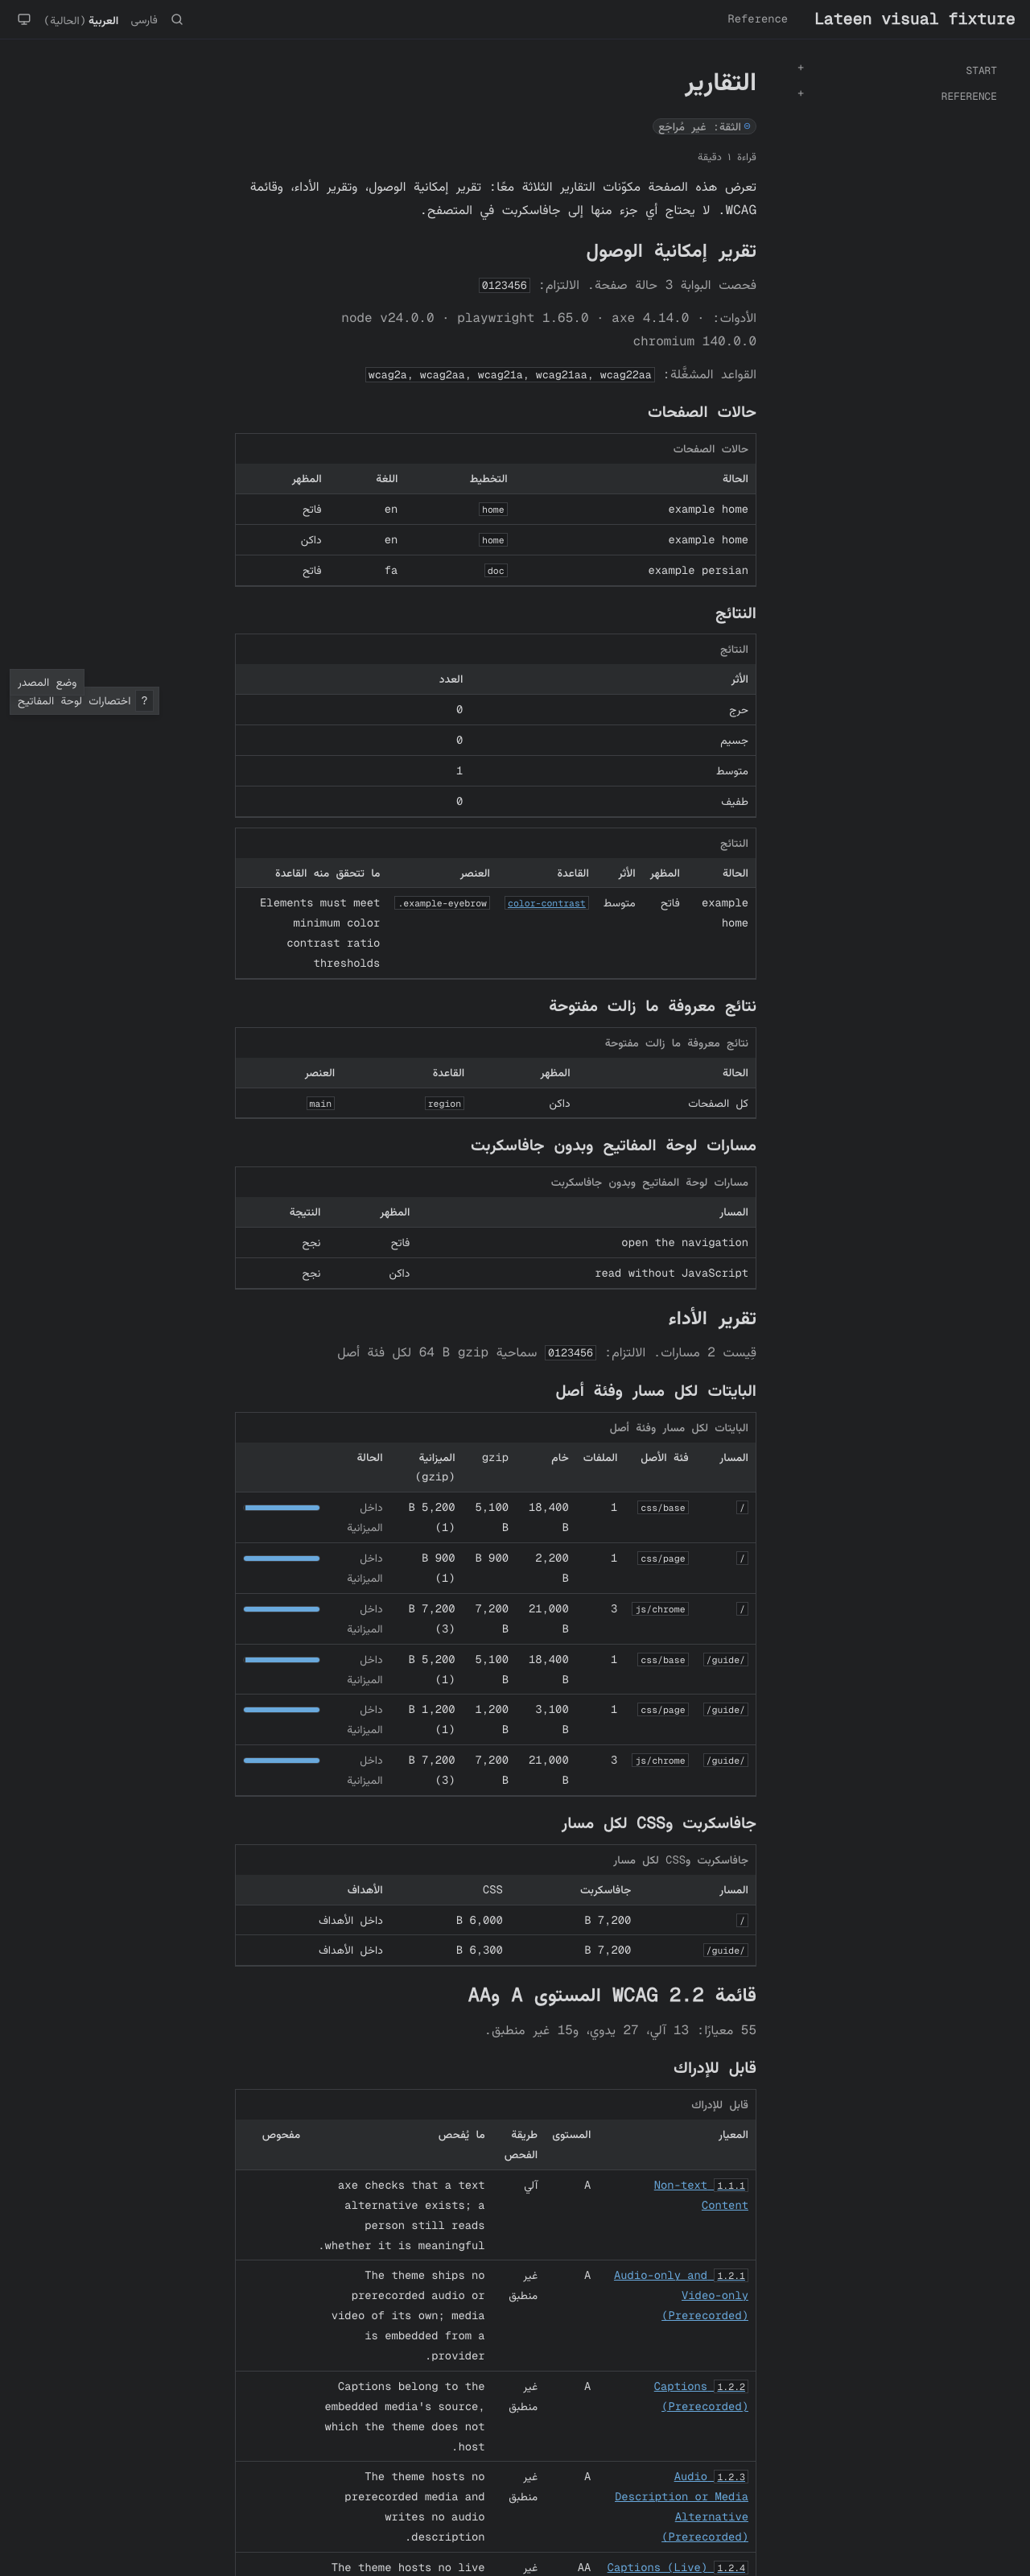 Lateen visual fixture
Reference
فارسی
العربية (الحالية)
START
+
REFERENCE
+
التقارير
الثقة: غير مُراجَع
قراءة ١ دقيقة
تعرض هذه الصفحة مكوّنات التقارير الثلاثة معًا: تقرير إمكانية الوصول، وتقرير الأداء، وقائمة
WCAG. لا يحتاج أي جزء منها إلى جافاسكربت في المتصفح.
تقرير إمكانية الوصول
فحصت البوابة 3 حالة صفحة. الالتزام: 0123456
الأدوات: node v24.0.0 · playwright 1.65.0 · axe 4.14.0 ·
chromium 140.0.0
القواعد المشغَّلة: wcag2a, wcag2aa, wcag21a, wcag21aa, wcag22aa
حالات الصفحات
حالات الصفحات
الحالة التخطيط اللغة المظهر
example home home en فاتح
example home home en داكن
example persian doc fa فاتح
النتائج
النتائج
الأثر العدد
حرج 0
جسيم 0
متوسط 1
طفيف 0
وضع المصدر
? اختصارات لوحة المفاتيح
النتائج
الحالة المظهر الأثر القاعدة العنصر ما تتحقق منه القاعدة
example فاتح متوسط color-contrast .example-eyebrow Elements must meet
home minimum color
contrast ratio
thresholds
نتائج معروفة ما زالت مفتوحة
نتائج معروفة ما زالت مفتوحة
الحالة المظهر القاعدة العنصر
كل الصفحات داكن region main
مسارات لوحة المفاتيح وبدون جافاسكربت
مسارات لوحة المفاتيح وبدون جافاسكربت
المسار المظهر النتيجة
open the navigation فاتح نجح
read without JavaScript داكن نجح
تقرير الأداء
قِيست 2 مسارات. الالتزام: 0123456 سماحية 64 B gzip لكل فئة أصل
البايتات لكل مسار وفئة أصل
البايتات لكل مسار وفئة أصل
المسار فئة الأصل الملفات خام gzip الميزانية الحالة
(gzip)
/ css/base 1 18,400 5,100 5,200 B داخل
B B (1) الميزانية
/ css/page 1 2,200 900 B 900 B داخل
B (1) الميزانية
/ js/chrome 3 21,000 7,200 7,200 B داخل
B B (3) الميزانية
/guide/ css/base 1 18,400 5,100 5,200 B داخل
B B (1) الميزانية
/guide/ css/page 1 3,100 1,200 1,200 B داخل
B B (1) الميزانية
/guide/ js/chrome 3 21,000 7,200 7,200 B داخل
B B (3) الميزانية
جافاسكربت وCSS لكل مسار
جافاسكربت وCSS لكل مسار
المسار جافاسكربت CSS الأهداف
/ 7,200 B 6,000 B داخل الأهداف
/guide/ 7,200 B 6,300 B داخل الأهداف
قائمة WCAG 2.2 المستوى A وAA
55 معيارًا: 13 آلي، 27 يدوي، و15 غير منطبق.
قابل للإدراك
قابل للإدراك
المعيار المستوى طريقة ما يُفحص مفحوص
الفحص
1.1.1 Non-text A آلي axe checks that a text
Content alternative exists; a
person still reads
whether it is meaningful.
1.2.1 Audio-only and A غير The theme ships no
Video-only منطبق prerecorded audio or
(Prerecorded) video of its own; media
is embedded from a
provider.
1.2.2 Captions A غير Captions belong to the
(Prerecorded) منطبق embedded media's source,
which the theme does not
host.
1.2.3 Audio A غير The theme hosts no
Description or Media منطبق prerecorded media and
Alternative writes no audio
(Prerecorded) description.
1.2.4 Captions (Live) AA غير The theme hosts no live